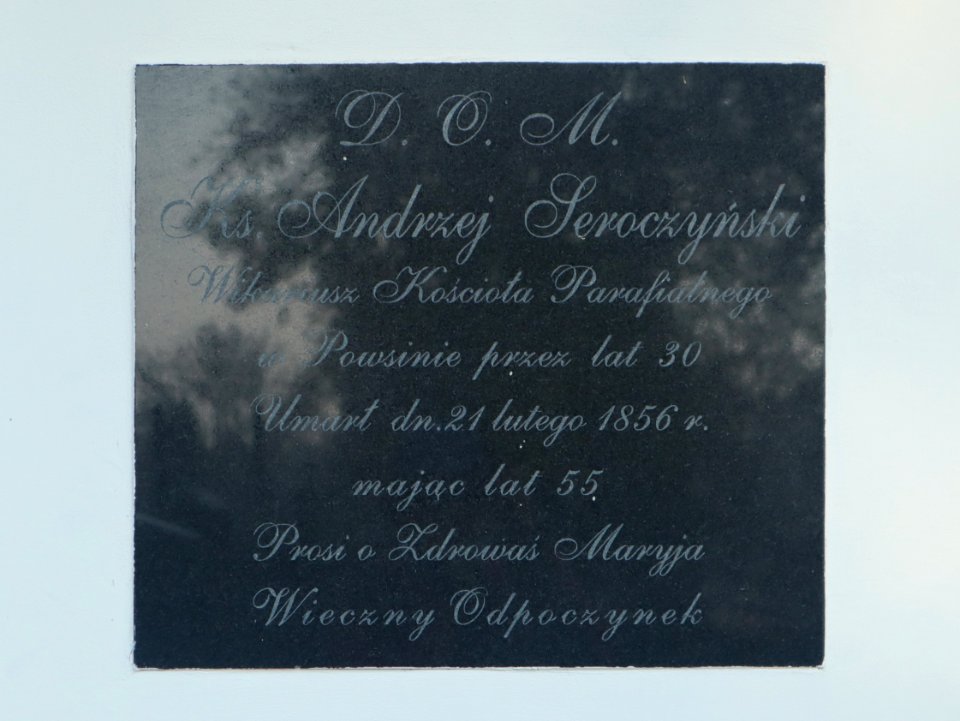 D. O. M.
Ks. Andrzej Seroczyński
Wikariusz Kościoła Parafialnego
w Powsinie przez lat 30
Umarł dn. 21 lutego 1856 r.
mając lat 55
Prosi o Zdrowaś Maryja
Wieczny Odpoczynek